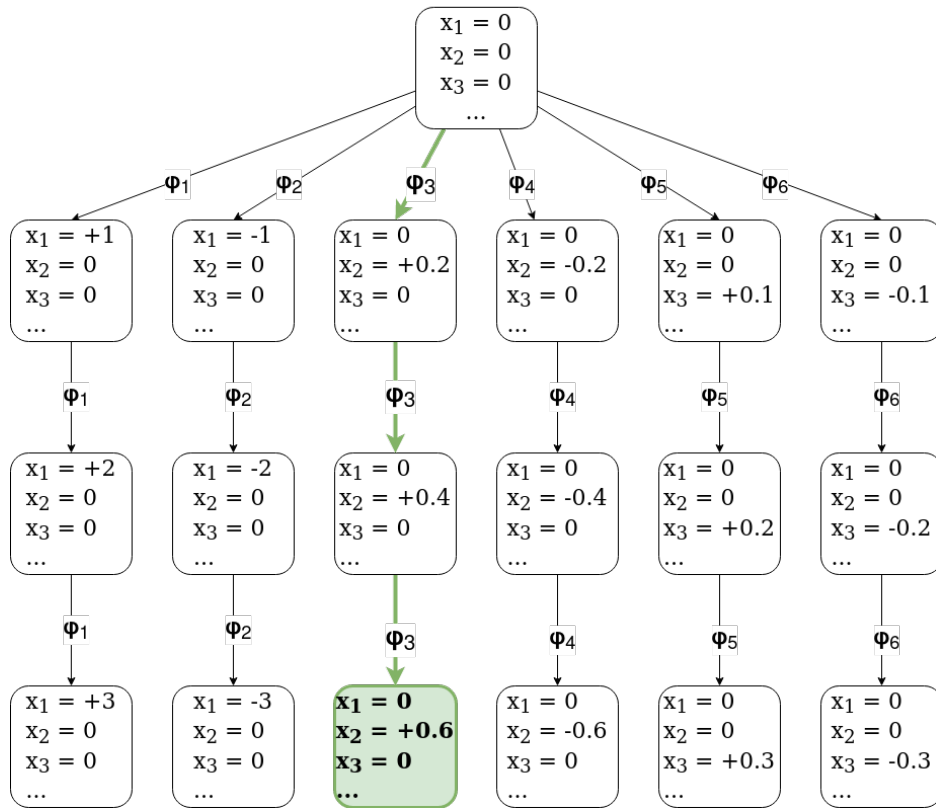 x₁ = 0
x₂ = 0
x₃ = 0
...
φ₁ φ₂ φ₃ φ₄ φ₅ φ₆
x₁ = +1
x₂ = 0
x₃ = 0
...
x₁ = -1
x₂ = 0
x₃ = 0
...
x₁ = 0
x₂ = +0.2
x₃ = 0
...
x₁ = 0
x₂ = -0.2
x₃ = 0
...
x₁ = 0
x₂ = 0
x₃ = +0.1
...
x₁ = 0
x₂ = 0
x₃ = -0.1
...
φ₁ φ₂ φ₃ φ₄ φ₅ φ₆
x₁ = +2
x₂ = 0
x₃ = 0
...
x₁ = -2
x₂ = 0
x₃ = 0
...
x₁ = 0
x₂ = +0.4
x₃ = 0
...
x₁ = 0
x₂ = -0.4
x₃ = 0
...
x₁ = 0
x₂ = 0
x₃ = +0.2
...
x₁ = 0
x₂ = 0
x₃ = -0.2
...
φ₁ φ₂ φ₃ φ₄ φ₅ φ₆
x₁ = +3
x₂ = 0
x₃ = 0
...
x₁ = -3
x₂ = 0
x₃ = 0
...
x₁ = 0
x₂ = +0.6
x₃ = 0
...
x₁ = 0
x₂ = -0.6
x₃ = 0
...
x₁ = 0
x₂ = 0
x₃ = +0.3
...
x₁ = 0
x₂ = 0
x₃ = -0.3
...